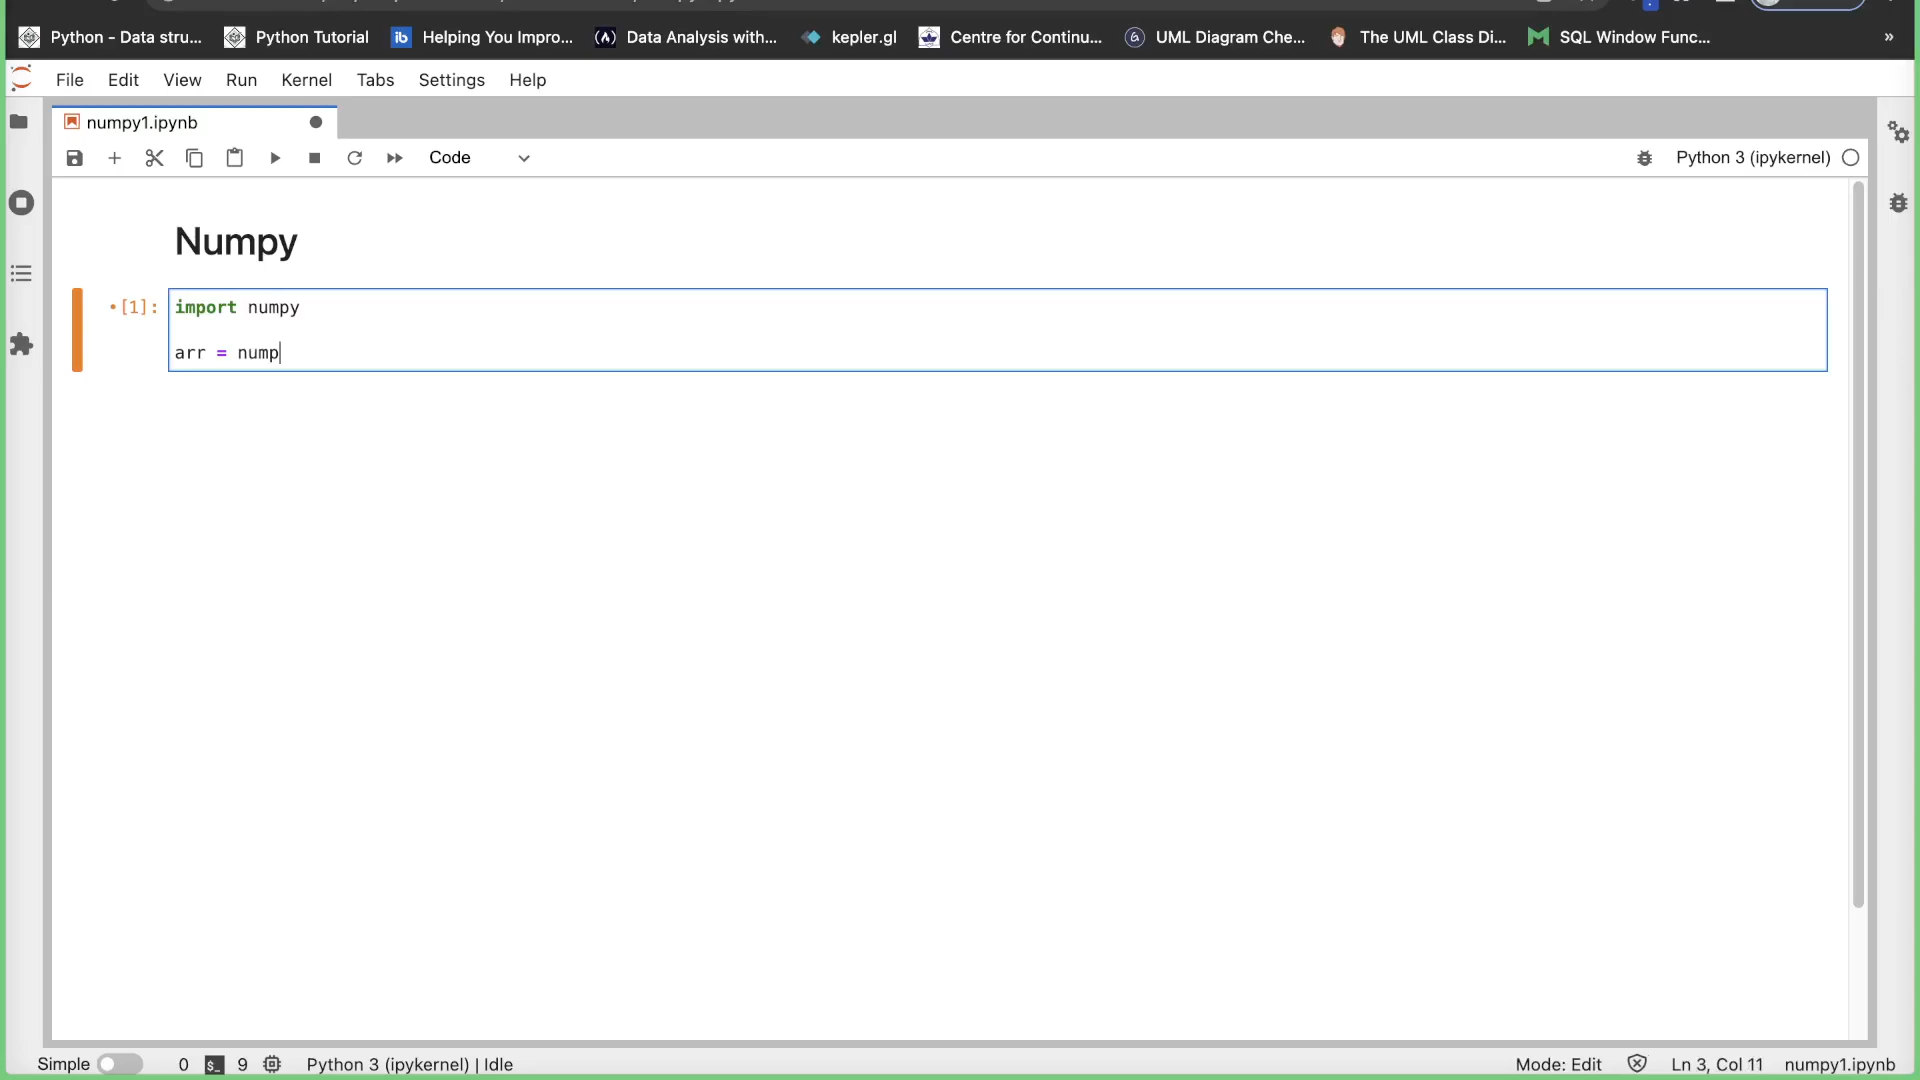 Python - Data stru... Python Tutorial ib Helping You Impro... Data Analysis with... kepler.gl Centre for Continu... UML Diagram Che... The UML Class Di... SQL Window Func... »
File Edit View Run Kernel Tabs Settings Help
numpy1.ipynb
Code Python 3 (ipykernel)
Numpy
[1]: import numpy
arr = nump
Simple 0 $_ 9 Python 3 (ipykernel) | Idle Mode: Edit Ln 3, Col 11 numpy1.ipynb